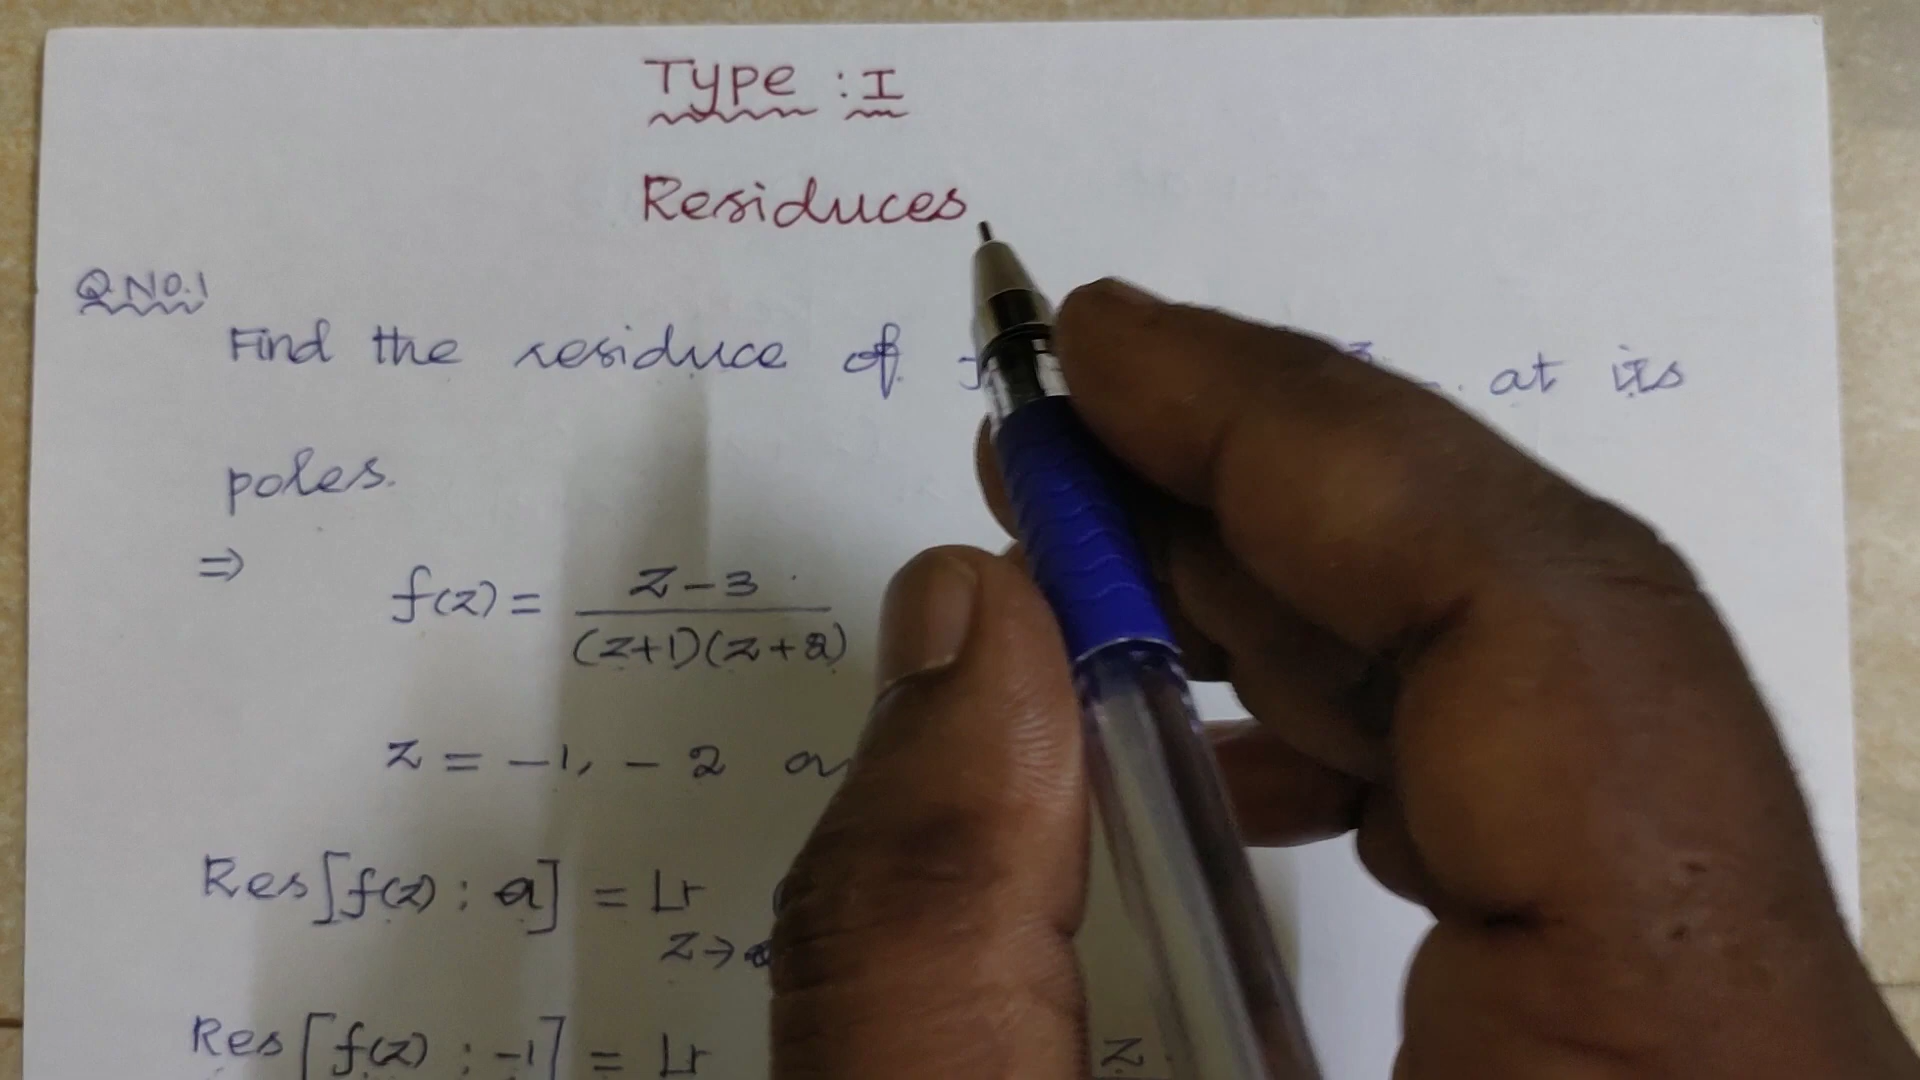 Type : I
Residuces
Q.NO.1
Find the residuce of at its
poles.
⇒ f(z) = z-3 / (z+1)(z+2)
z = -1, -2
Res[f(z) : a] = Lt
z→
Res[f(z) : -1] = Lt z